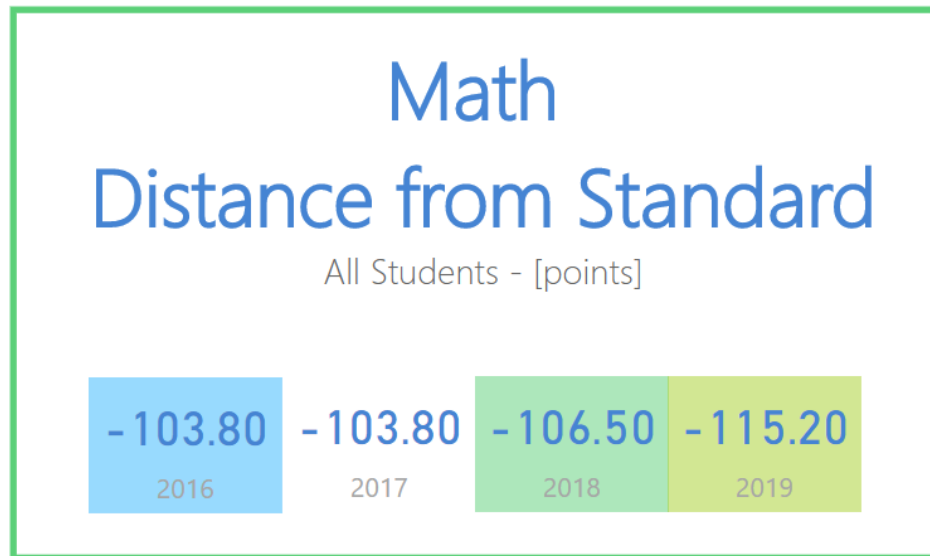 Math
Distance from Standard
All Students - [points]
-103.80 -103.80 -106.50 -115.20
2016 2017 2018 2019